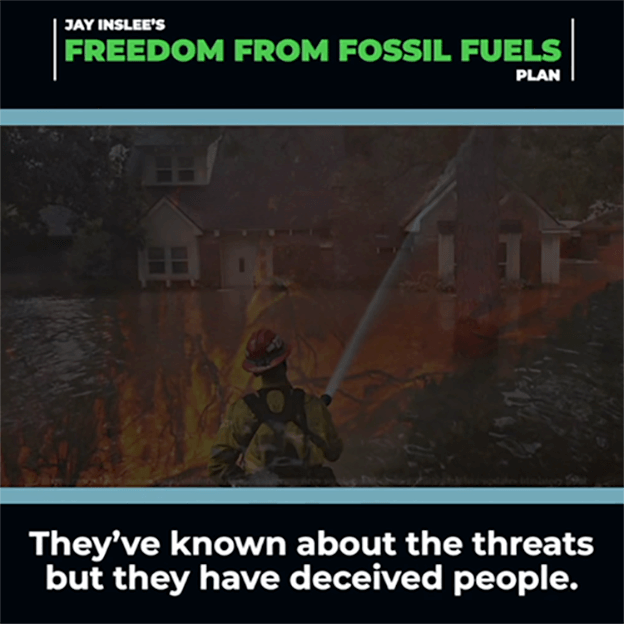 JAY INSLEE'S
FREEDOM FROM FOSSIL FUELS
PLAN
They've known about the threats
but they have deceived people.